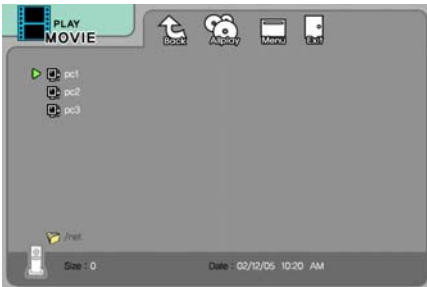 PLAY
MOVIE
Back
Allplay
Menu
Exit
pc1
pc2
pc3
/net
Size : 0 Date : 02/12/05 10:20 AM